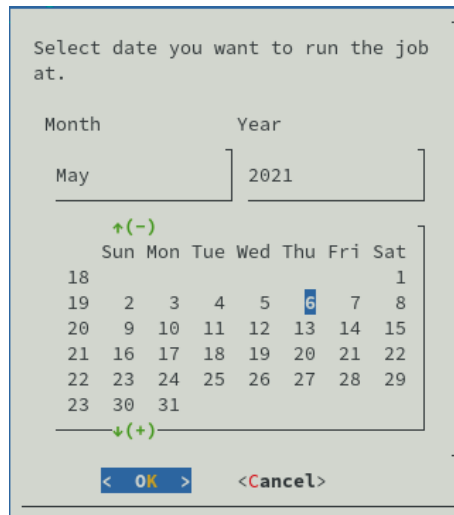 Select date you want to run the job
at.
Month Year
May 2021
↑(-)
Sun Mon Tue Wed Thu Fri Sat
18 1
19 2 3 4 5 6 7 8
20 9 10 11 12 13 14 15
21 16 17 18 19 20 21 22
22 23 24 25 26 27 28 29
23 30 31
↓(+)
< OK > <Cancel>